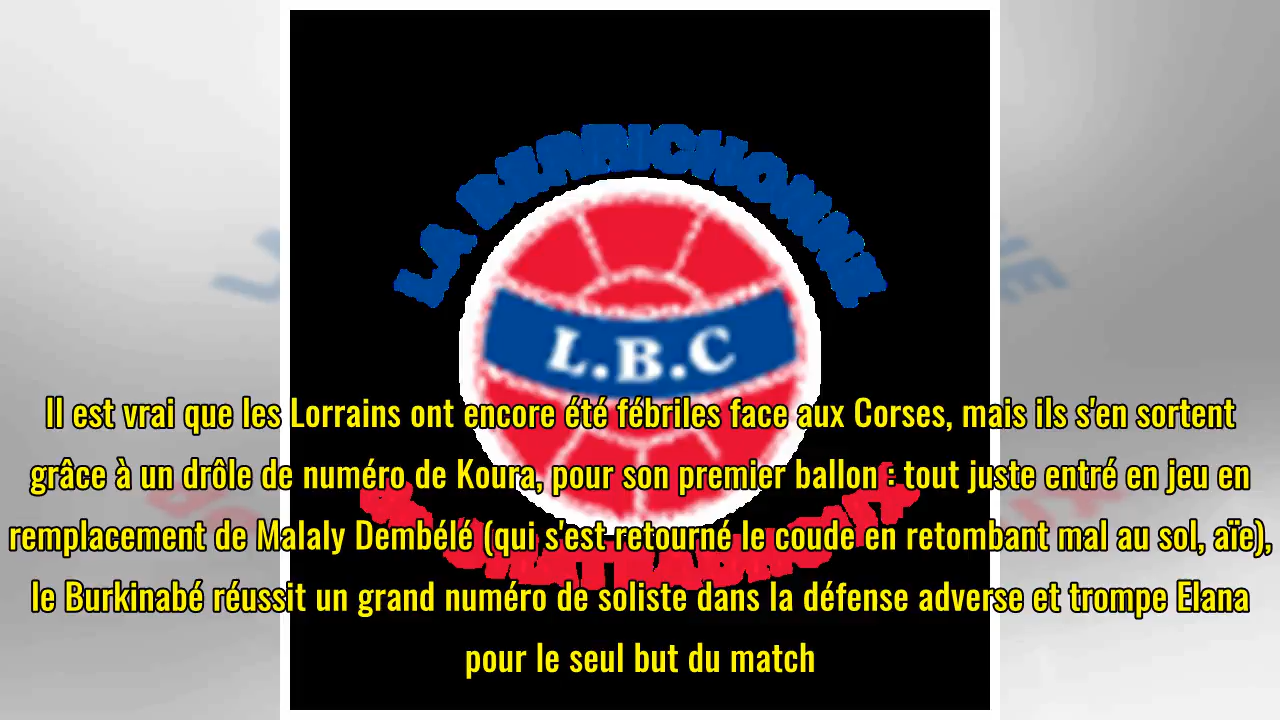 LA BERRICHONNE
L.B.C
Il est vrai que les Lorrains ont encore été fébriles face aux Corses, mais ils s'en sortent
grâce à un drôle de numéro de Koura, pour son premier ballon : tout juste entré en jeu en
remplacement de Malaly Dembélé (qui s'est retourné le coude en retombant mal au sol, aïe),
le Burkinabé réussit un grand numéro de soliste dans la défense adverse et trompe Elana
pour le seul but du match